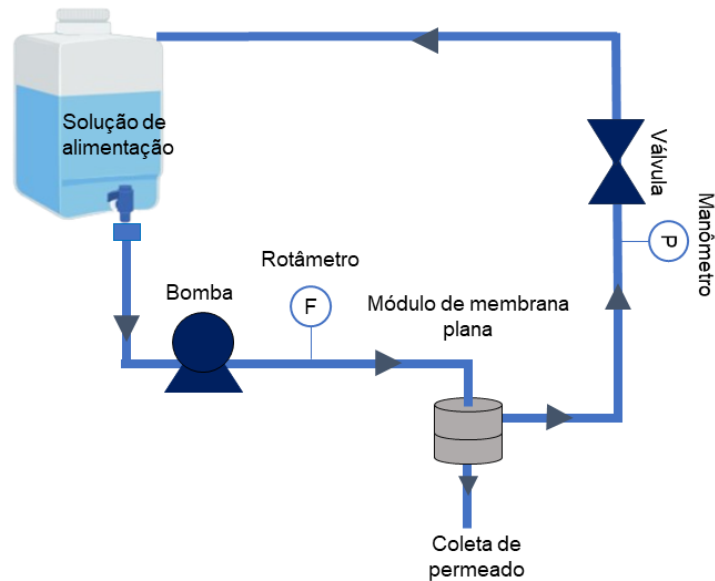 Solução de
alimentação
Válvula
Manômetro
P
Rotâmetro
F
Bomba
Módulo de membrana
plana
Coleta de
permeado